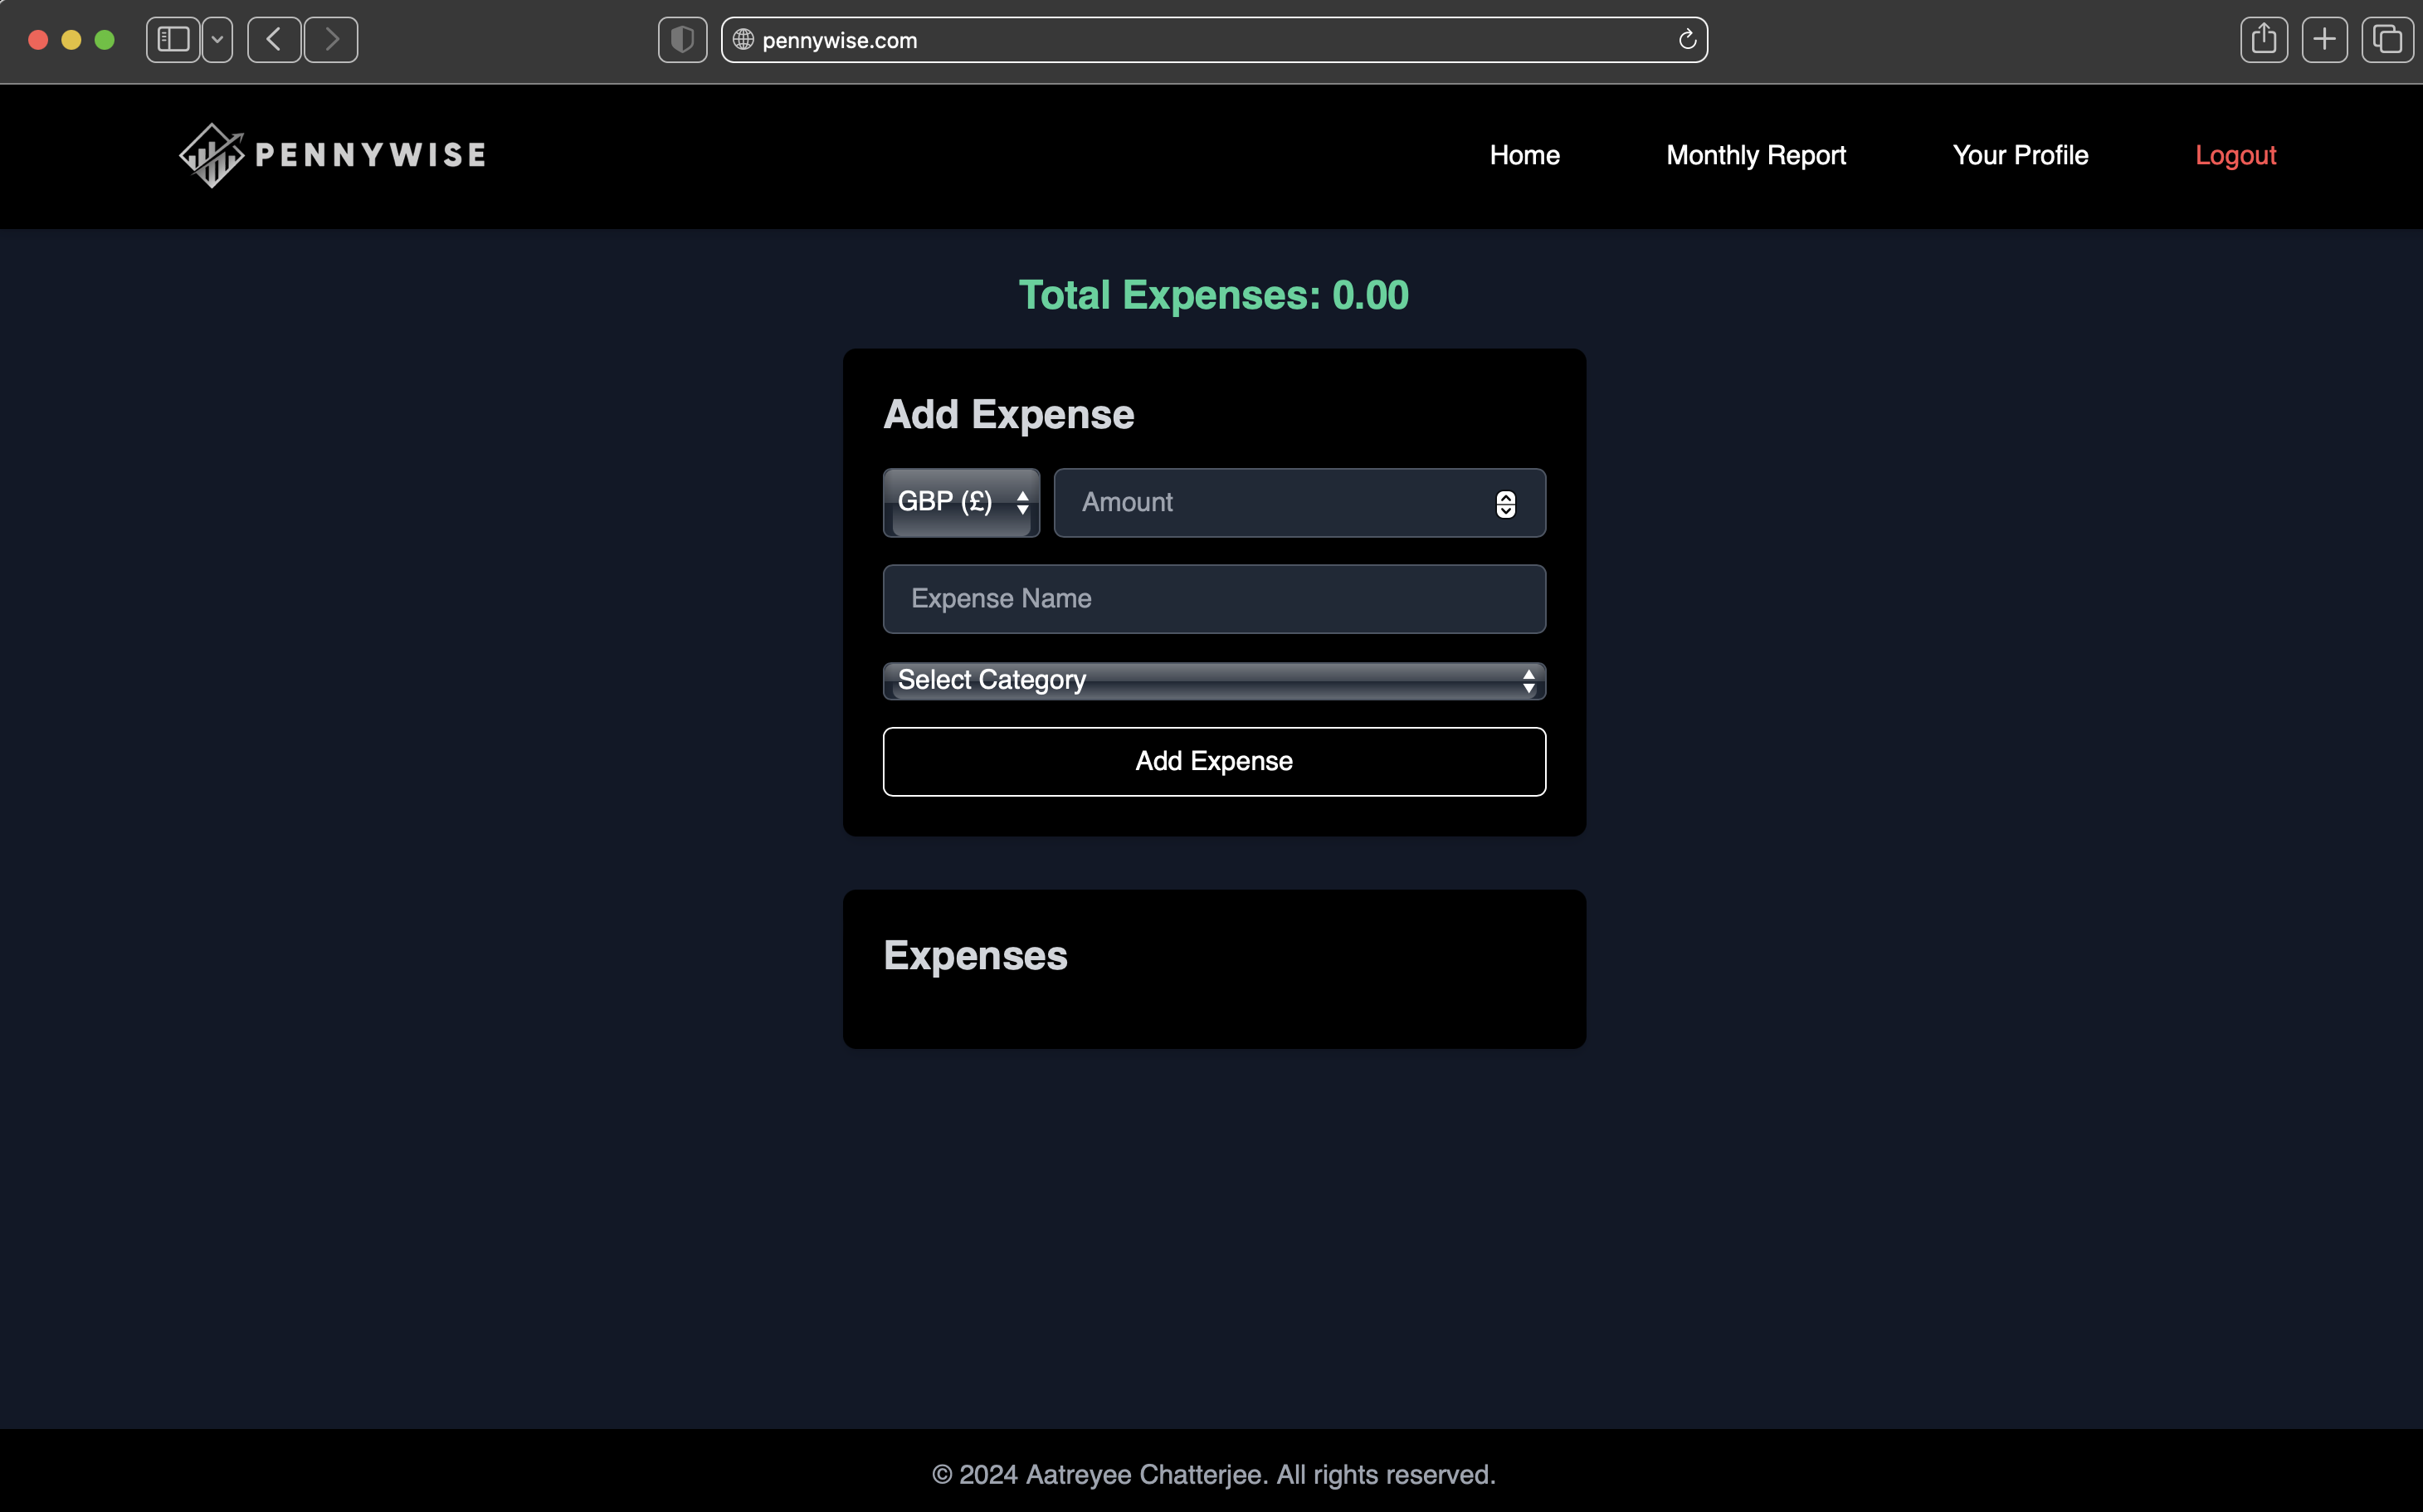 pennywise.com
PENNYWISE
Home Monthly Report Your Profile Logout
Total Expenses: 0.00
Add Expense
GBP (£) Amount
Expense Name
Select Category
Add Expense
Expenses
© 2024 Aatreyee Chatterjee. All rights reserved.